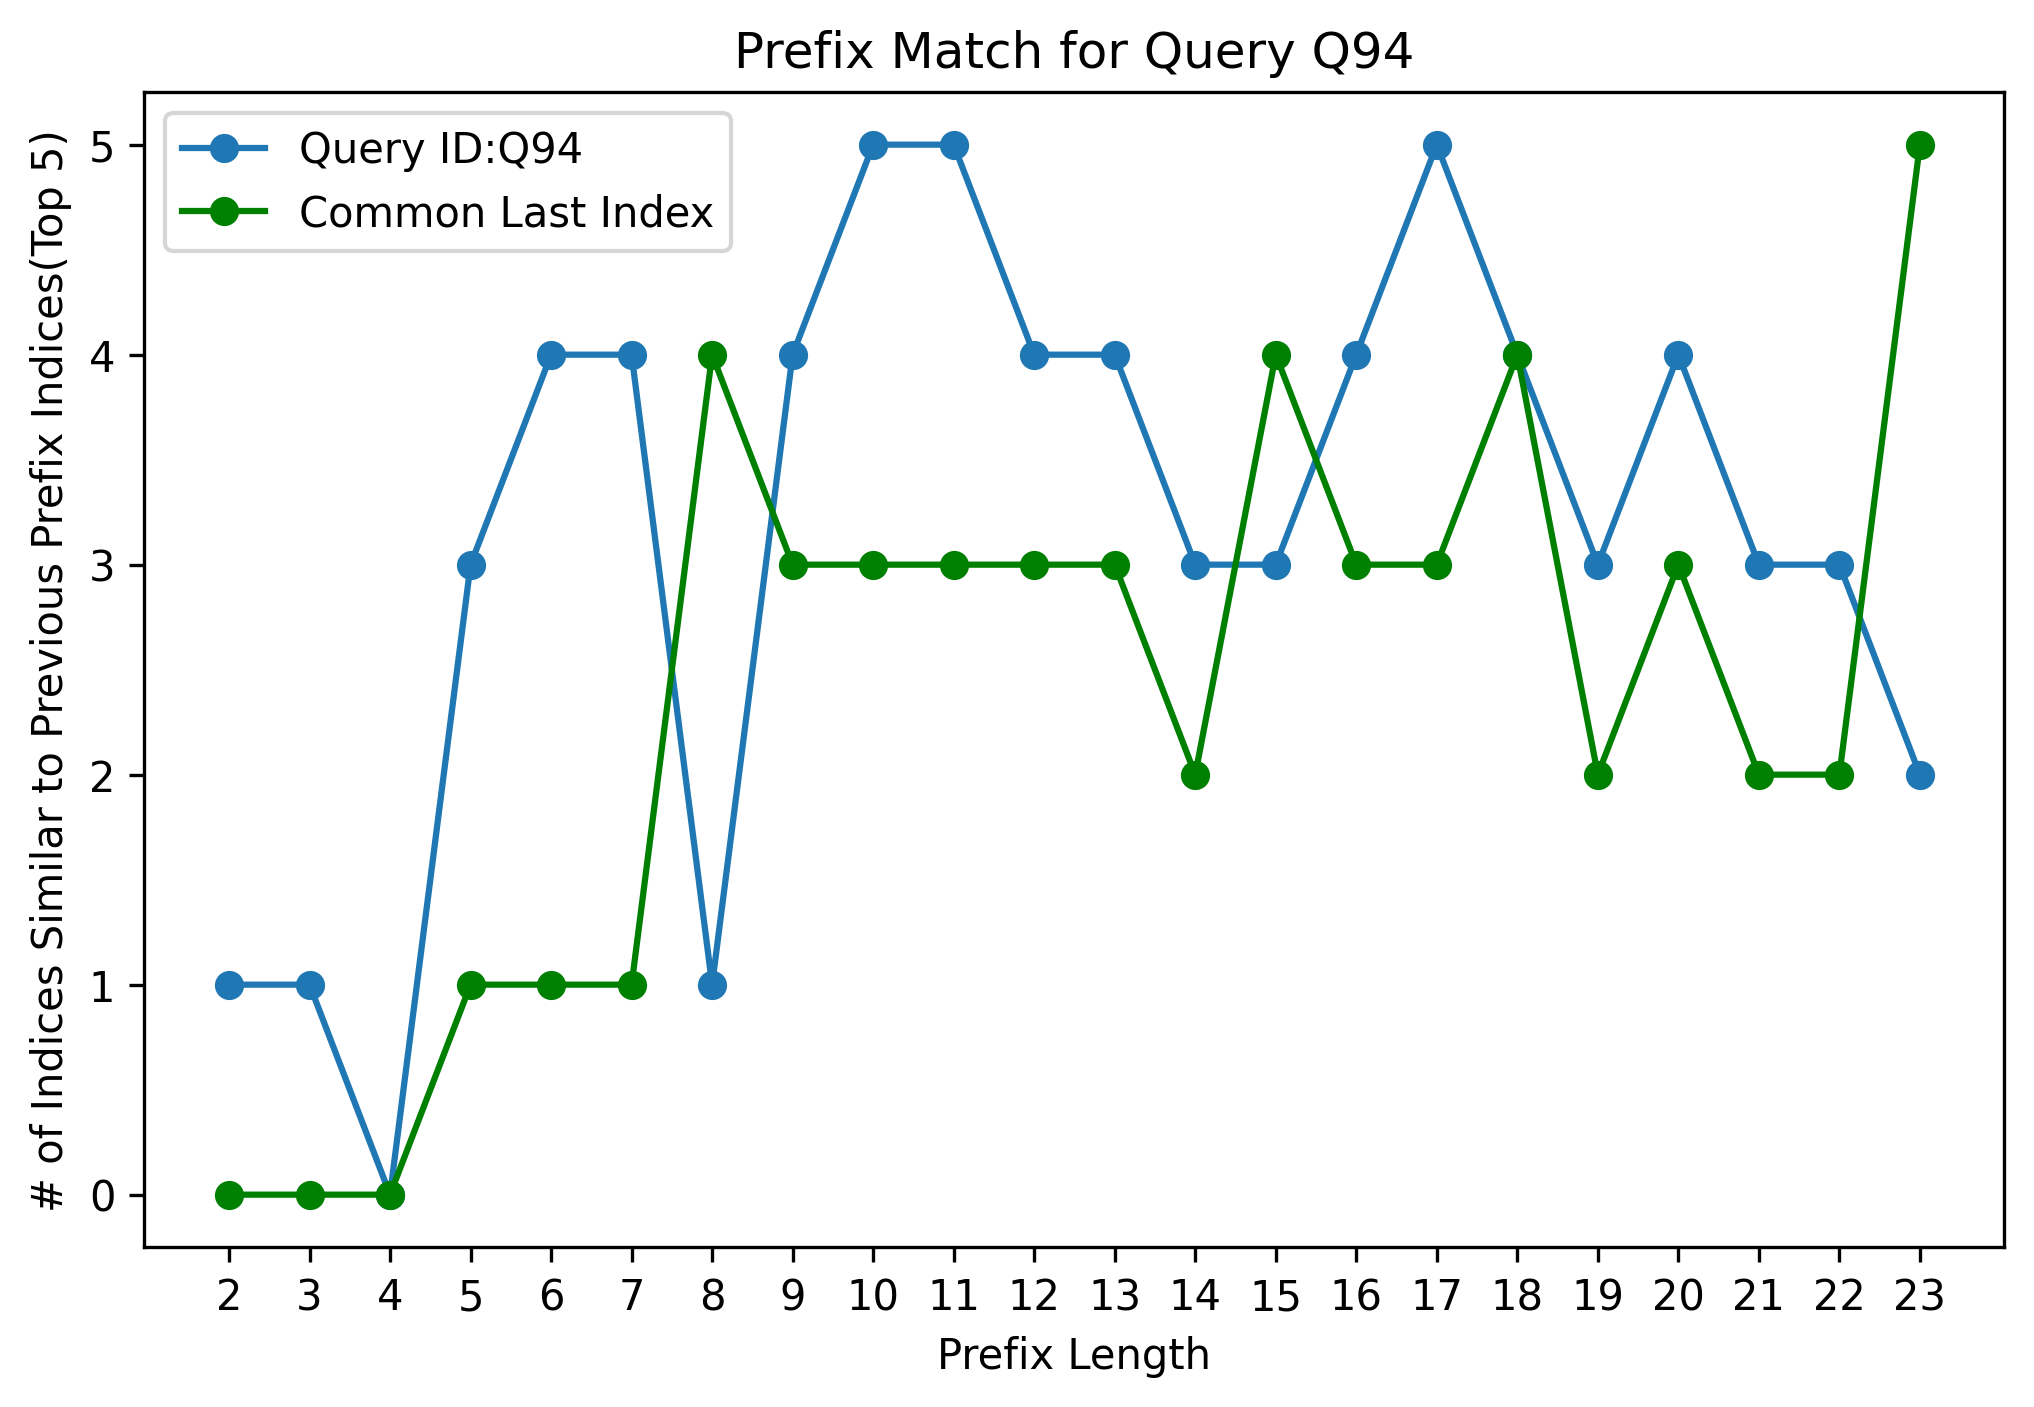 Prefix Match for Query Q94
Query ID:Q94
Common Last Index
# of Indices Similar to Previous Prefix Indices(Top 5)
5
4
3
2
1
0
2 3 4 5 6 7 8 9 10 11 12 13 14 15 16 17 18 19 20 21 22 23
Prefix Length